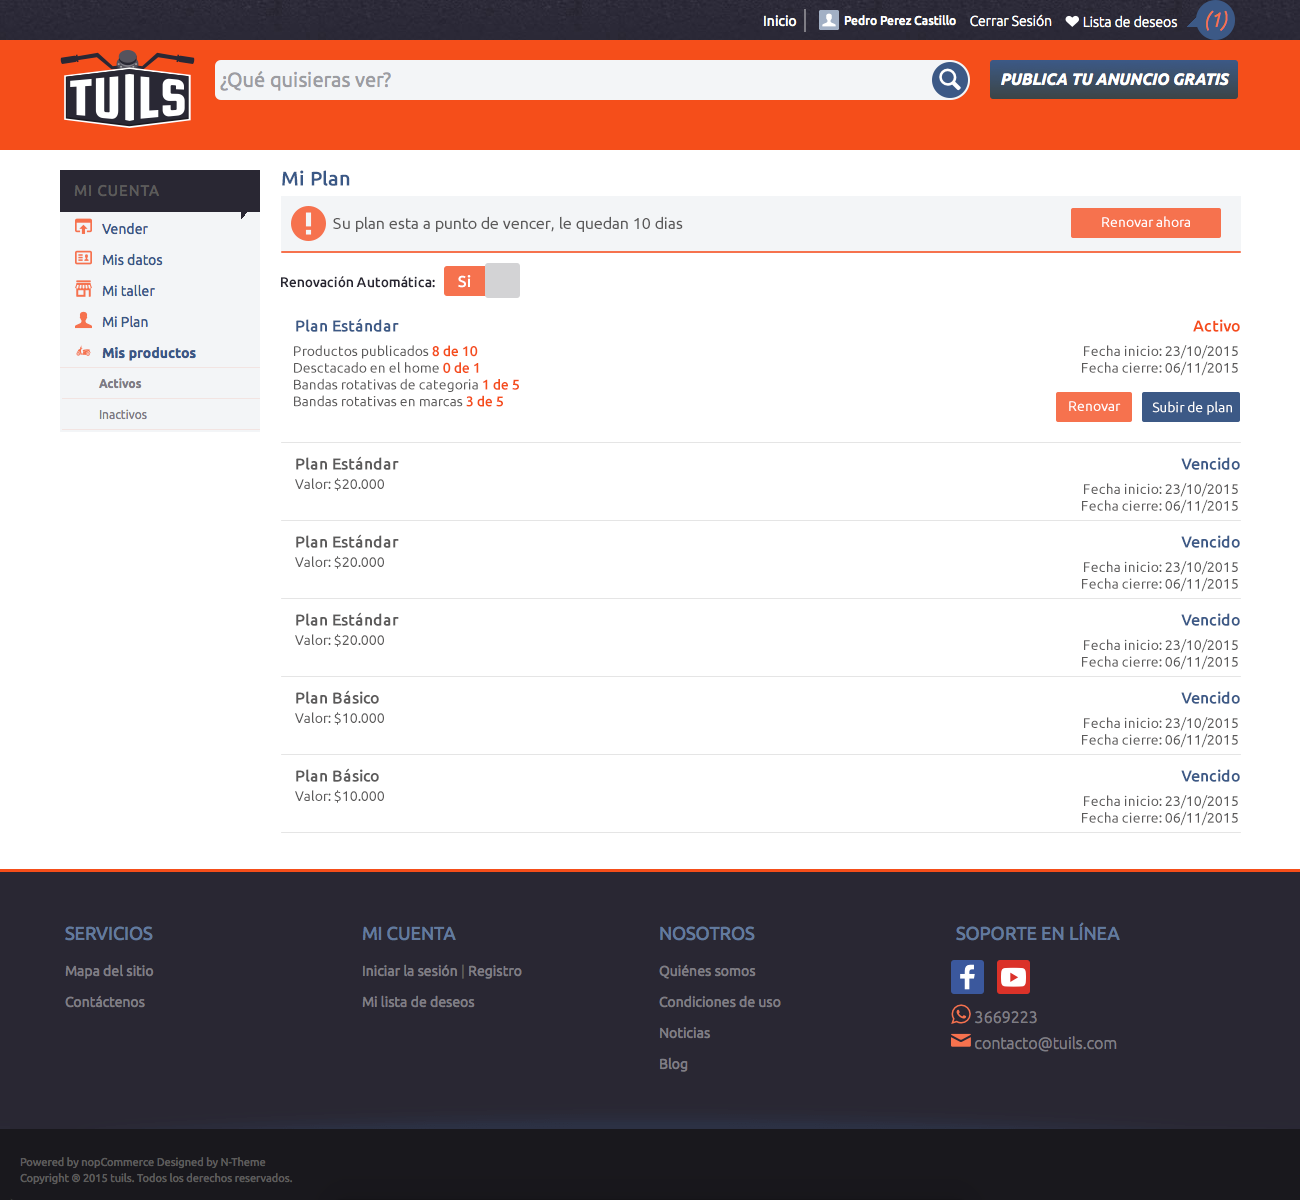 Inicio
Pedro Perez Castillo
Cerrar Sesión
Lista de deseos
(1)
TUILS
¿Qué quisieras ver?
PUBLICA TU ANUNCIO GRATIS
MI CUENTA
Vender
Mis datos
Mi taller
Mi Plan
Mis productos
Activos
Inactivos
Mi Plan
Su plan esta a punto de vencer, le quedan 10 dias
Renovar ahora
Renovación Automática: Si
Plan Estándar
Activo
Productos publicados 8 de 10
Desctacado en el home 0 de 1
Bandas rotativas de categoria 1 de 5
Bandas rotativas en marcas 3 de 5
Fecha inicio: 23/10/2015
Fecha cierre: 06/11/2015
Renovar
Subir de plan
Plan Estándar
Valor: $20.000
Vencido
Fecha inicio: 23/10/2015
Fecha cierre: 06/11/2015
Plan Estándar
Valor: $20.000
Vencido
Fecha inicio: 23/10/2015
Fecha cierre: 06/11/2015
Plan Estándar
Valor: $20.000
Vencido
Fecha inicio: 23/10/2015
Fecha cierre: 06/11/2015
Plan Básico
Valor: $10.000
Vencido
Fecha inicio: 23/10/2015
Fecha cierre: 06/11/2015
Plan Básico
Valor: $10.000
Vencido
Fecha inicio: 23/10/2015
Fecha cierre: 06/11/2015
SERVICIOS
Mapa del sitio
Contáctenos
MI CUENTA
Iniciar la sesión | Registro
Mi lista de deseos
NOSOTROS
Quiénes somos
Condiciones de uso
Noticias
Blog
SOPORTE EN LÍNEA
3669223
contacto@tuils.com
Powered by nopCommerce Designed by N-Theme
Copyright ® 2015 tuils. Todos los derechos reservados.